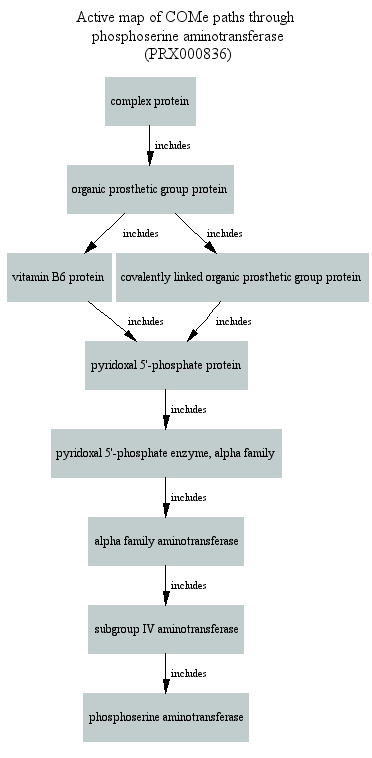 Active map of COMe paths through
phosphoserine aminotransferase
(PRX000836)
complex protein
includes
organic prosthetic group protein
includes
includes
vitamin B6 protein
covalently linked organic prosthetic group protein
includes
includes
pyridoxal 5'-phosphate protein
includes
pyridoxal 5'-phosphate enzyme, alpha family
includes
alpha family aminotransferase
includes
subgroup IV aminotransferase
includes
phosphoserine aminotransferase